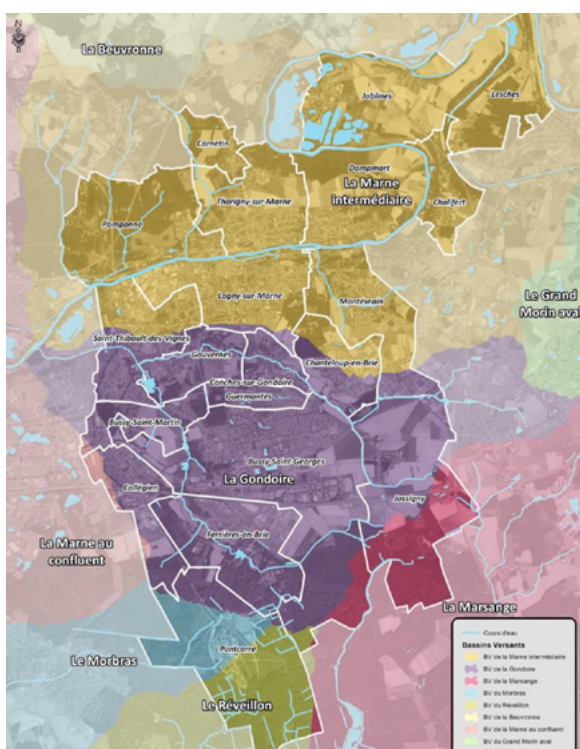 N
La Beuvronne
Jablines
Lesches
Carnetin
Dampmart
Thorigny-sur-Marne
La Marne
intermédiaire
Chalifert
Pomponne
Lagny-sur-Marne
Montévrain
Le Grand
Morin aval
Saint-Thibault-des-Vignes
Gouvernes
Chanteloup-en-Brie
Conches-sur-Gondoire
Guermantes
Bussy-Saint-Martin
Bussy-Saint-Georges
La Gondoire
Collégien
Jossigny
Ferrières-en-Brie
La Marne au
confluent
La Marsange
Pontcarré
Le Morbras
Le Réveillon
Cours d'eau
Bassins Versants
BV de la Marne intermédiaire
BV de la Gondoire
BV de la Marsange
BV du Morbras
BV du Réveillon
BV de la Beuvronne
BV de la Marne au confluent
BV du Grand Morin aval